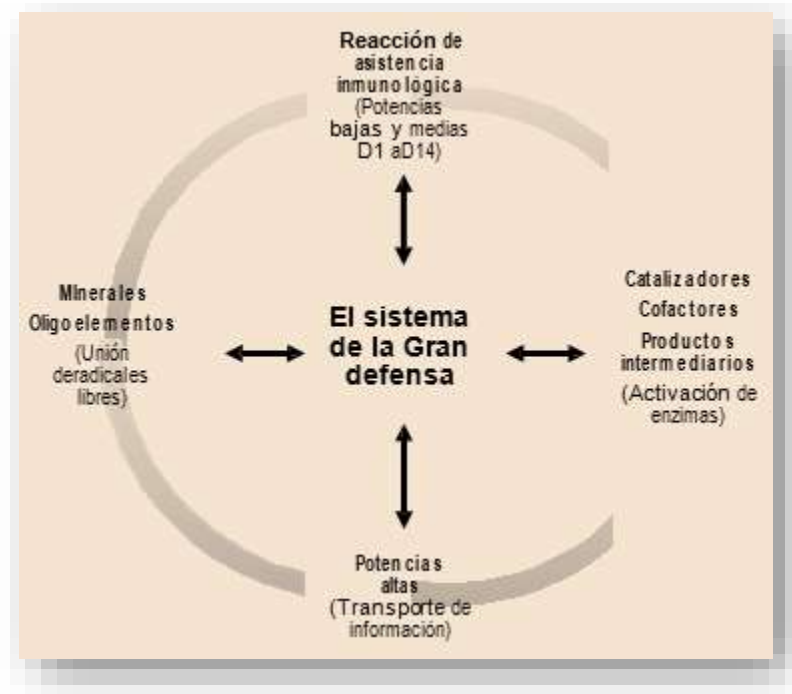 Reacción de
asistencia
inmunológica
(Potencias
bajas y medias
D1 aD14)
Minerales
Oligoelementos
(Unión
deradicales
libres)
El sistema
de la Gran
defensa
Catalizadores
Cofactores
Productos
intermediarios
(Activación de
enzimas)
Potencias
altas
(Transporte de
información)